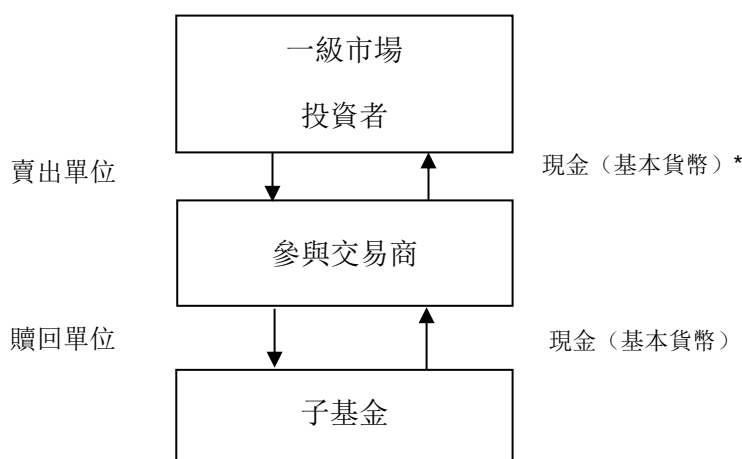 一級市場
投資者
賣出單位
現金（基本貨幣）*
參與交易商
贖回單位
現金（基本貨幣）
子基金